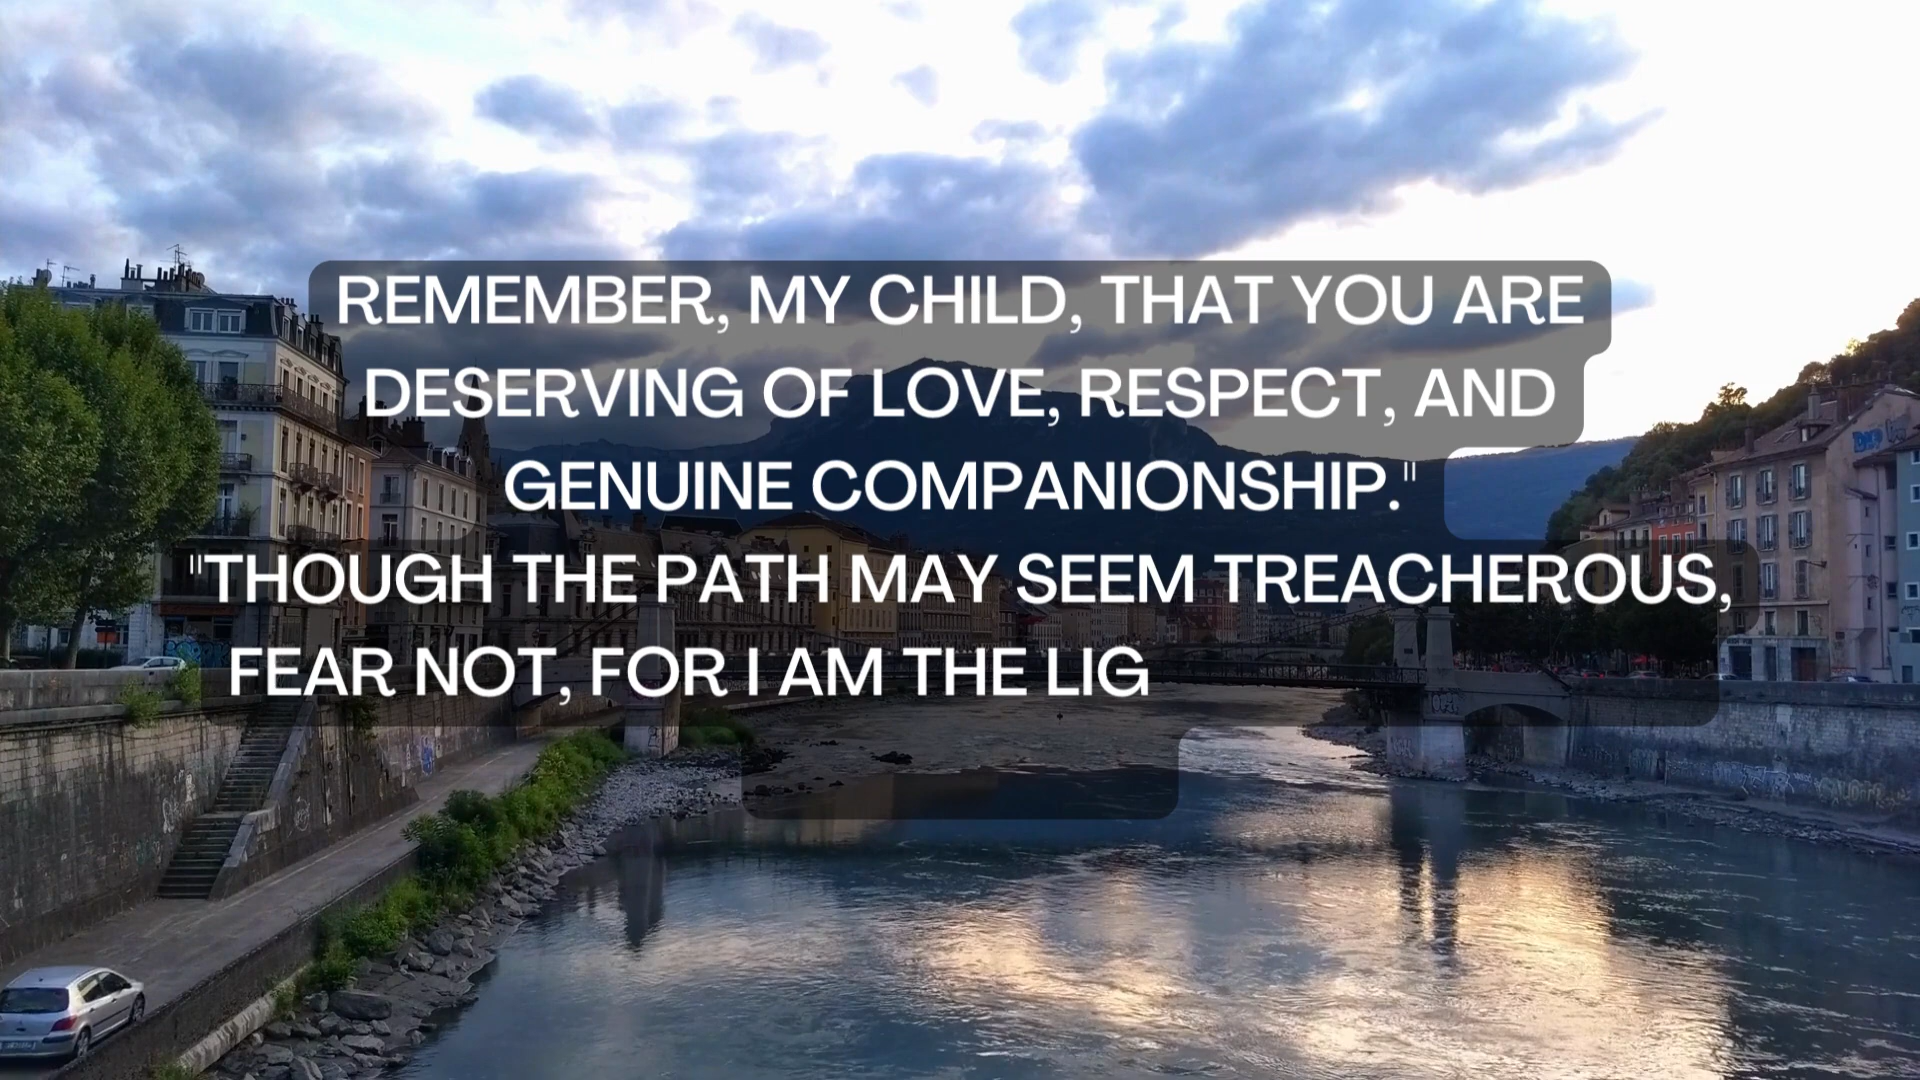 REMEMBER, MY CHILD, THAT YOU ARE
DESERVING OF LOVE, RESPECT, AND
GENUINE COMPANIONSHIP."
"THOUGH THE PATH MAY SEEM TREACHEROUS,
FEAR NOT, FOR I AM THE LIG